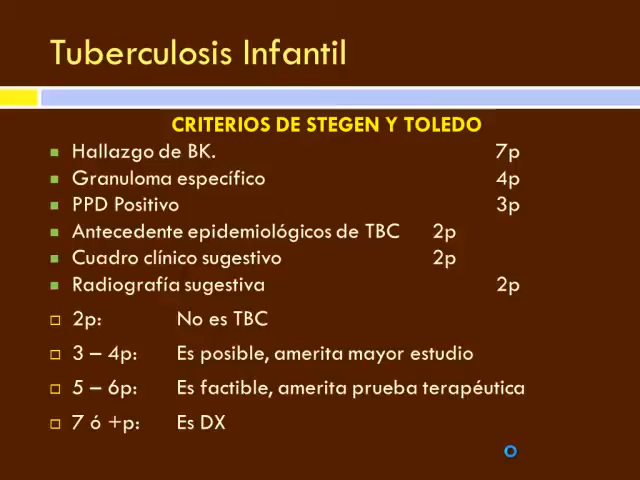 Tuberculosis Infantil
CRITERIOS DE STEGEN Y TOLEDO
Hallazgo de BK. 7p
Granuloma específico 4p
PPD Positivo 3p
Antecedente epidemiológicos de TBC 2p
Cuadro clínico sugestivo 2p
Radiografía sugestiva 2p
2p: No es TBC
3 – 4p: Es posible, amerita mayor estudio
5 – 6p: Es factible, amerita prueba terapéutica
7 ó +p: Es DX